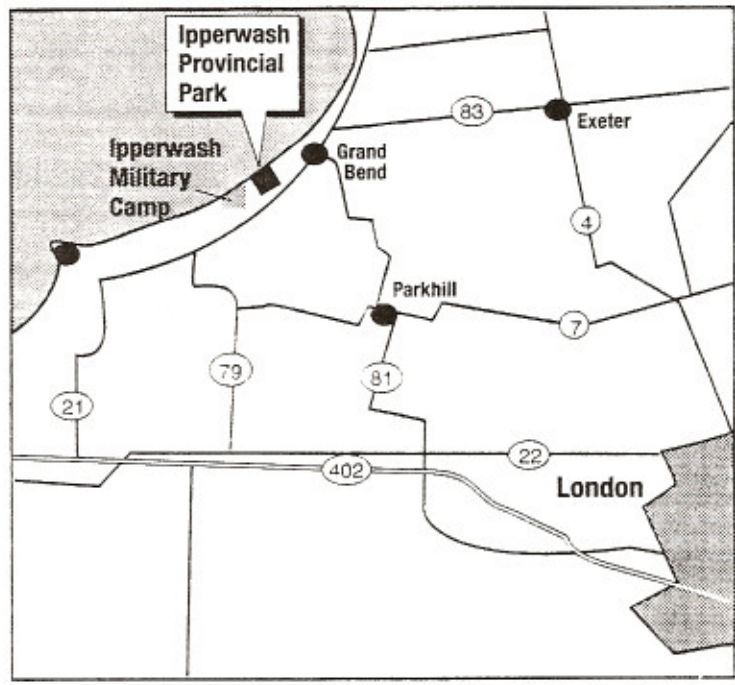 Ipperwash
Provincial
Park
Ipperwash
Military
Camp
Grand
Bend
83
Exeter
4
Parkhill
7
79
81
21
22
402
London